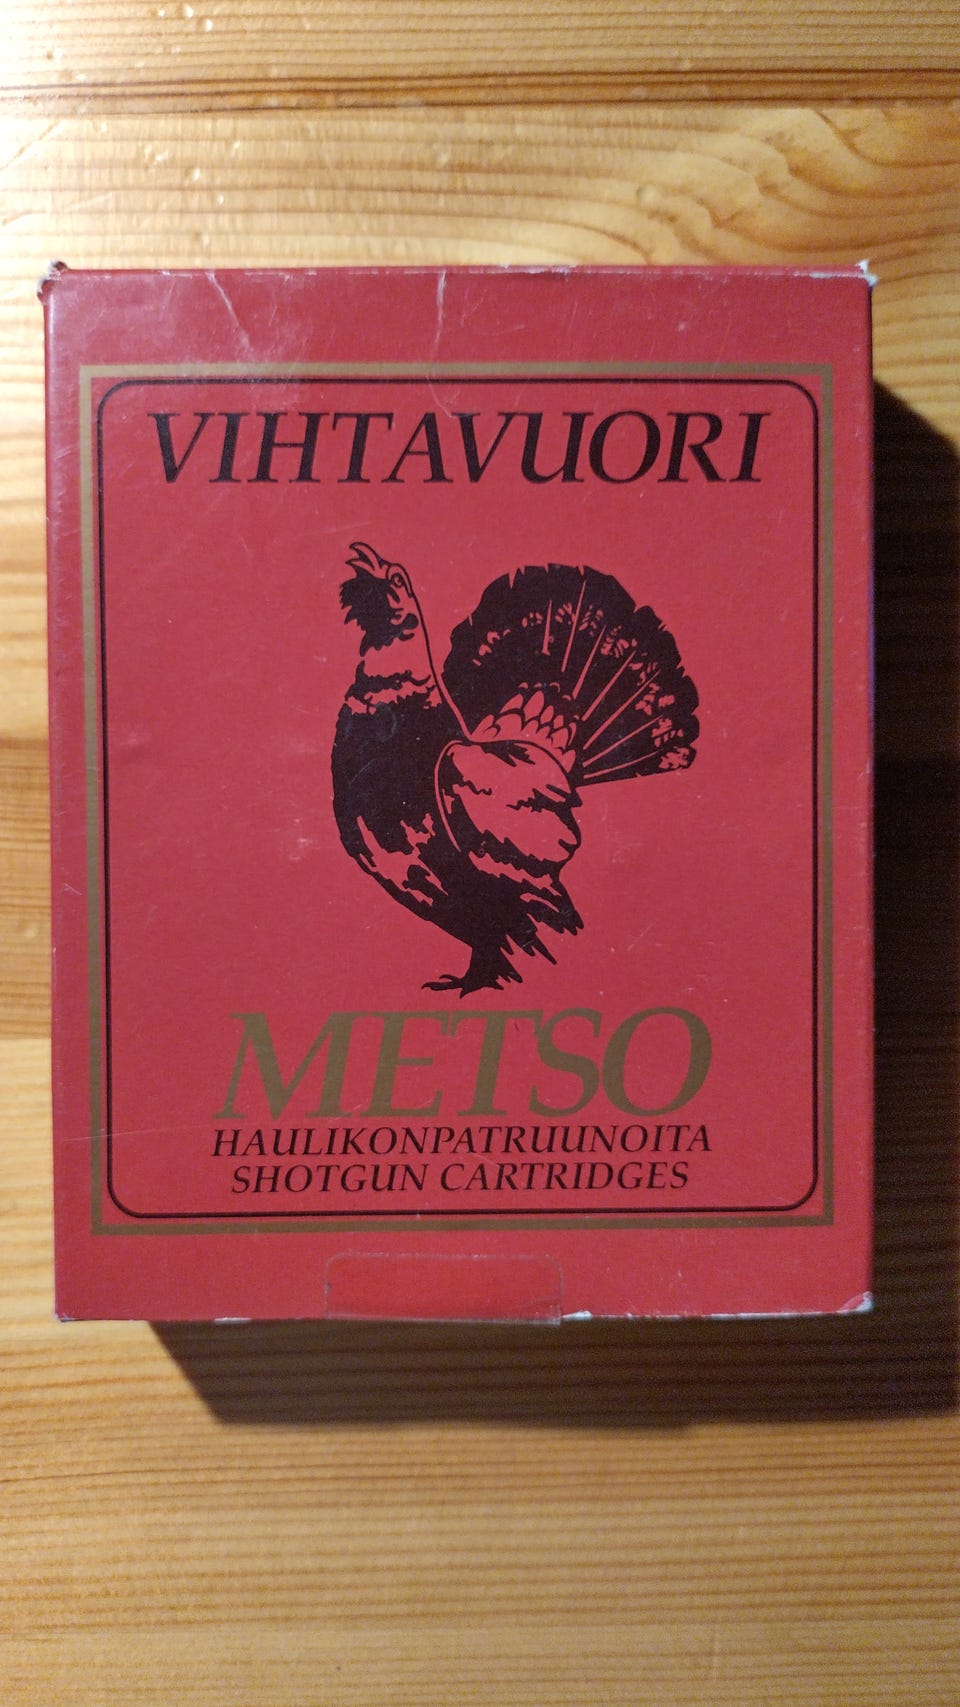 VIHTAVUORI
METSO
HAULIKONPATRUUNOITA
SHOTGUN CARTRIDGES